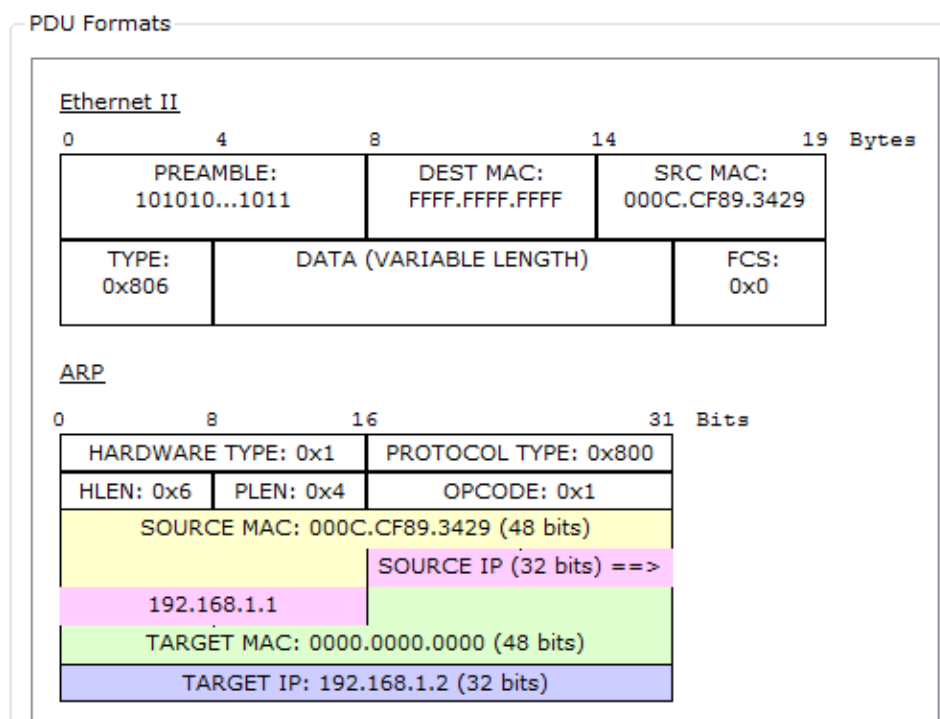 PDU Formats
Ethernet II
0 4 8 14 19 Bytes
PREAMBLE: DEST MAC: SRC MAC:
101010...1011 FFFF.FFFF.FFFF 000C.CF89.3429
TYPE: DATA (VARIABLE LENGTH) FCS:
0x806 0x0
ARP
0 8 16 31 Bits
HARDWARE TYPE: 0x1 PROTOCOL TYPE: 0x800
HLEN: 0x6 PLEN: 0x4 OPCODE: 0x1
SOURCE MAC: 000C.CF89.3429 (48 bits)
SOURCE IP (32 bits) ==>
192.168.1.1
TARGET MAC: 0000.0000.0000 (48 bits)
TARGET IP: 192.168.1.2 (32 bits)